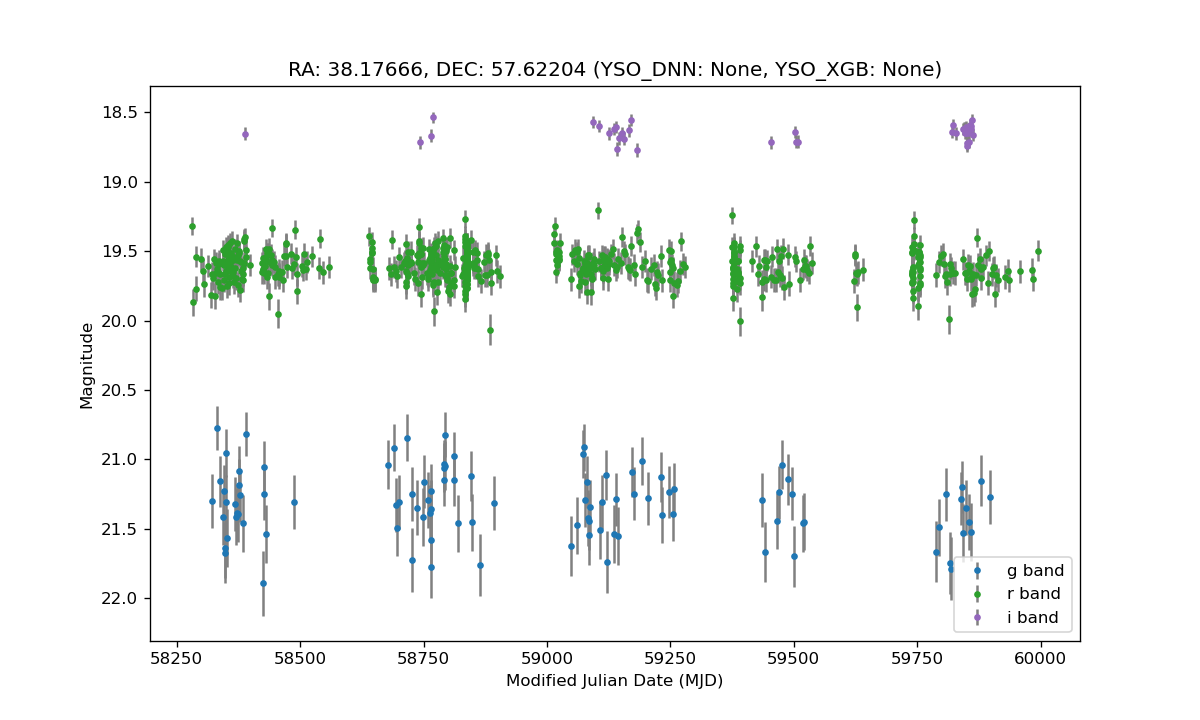 RA: 38.17666, DEC: 57.62204 (YSO_DNN: None, YSO_XGB: None)
18.5
19.0
19.5
20.0
20.5
21.0
21.5
22.0
Magnitude
g band
r band
i band
58250 58500 58750 59000 59250 59500 59750 60000
Modified Julian Date (MJD)